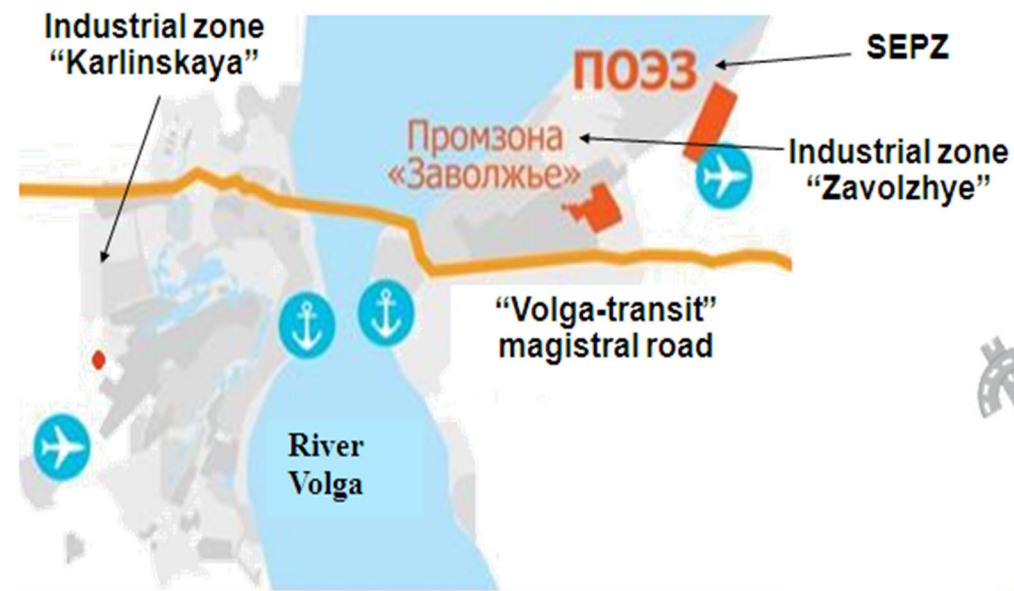 Industrial zone
“Karlinskaya”
SEPZ
ПОЭЗ
Промзона
«Заволжье»
Industrial zone
“Zavolzhye”
“Volga-transit”
magistral road
River
Volga